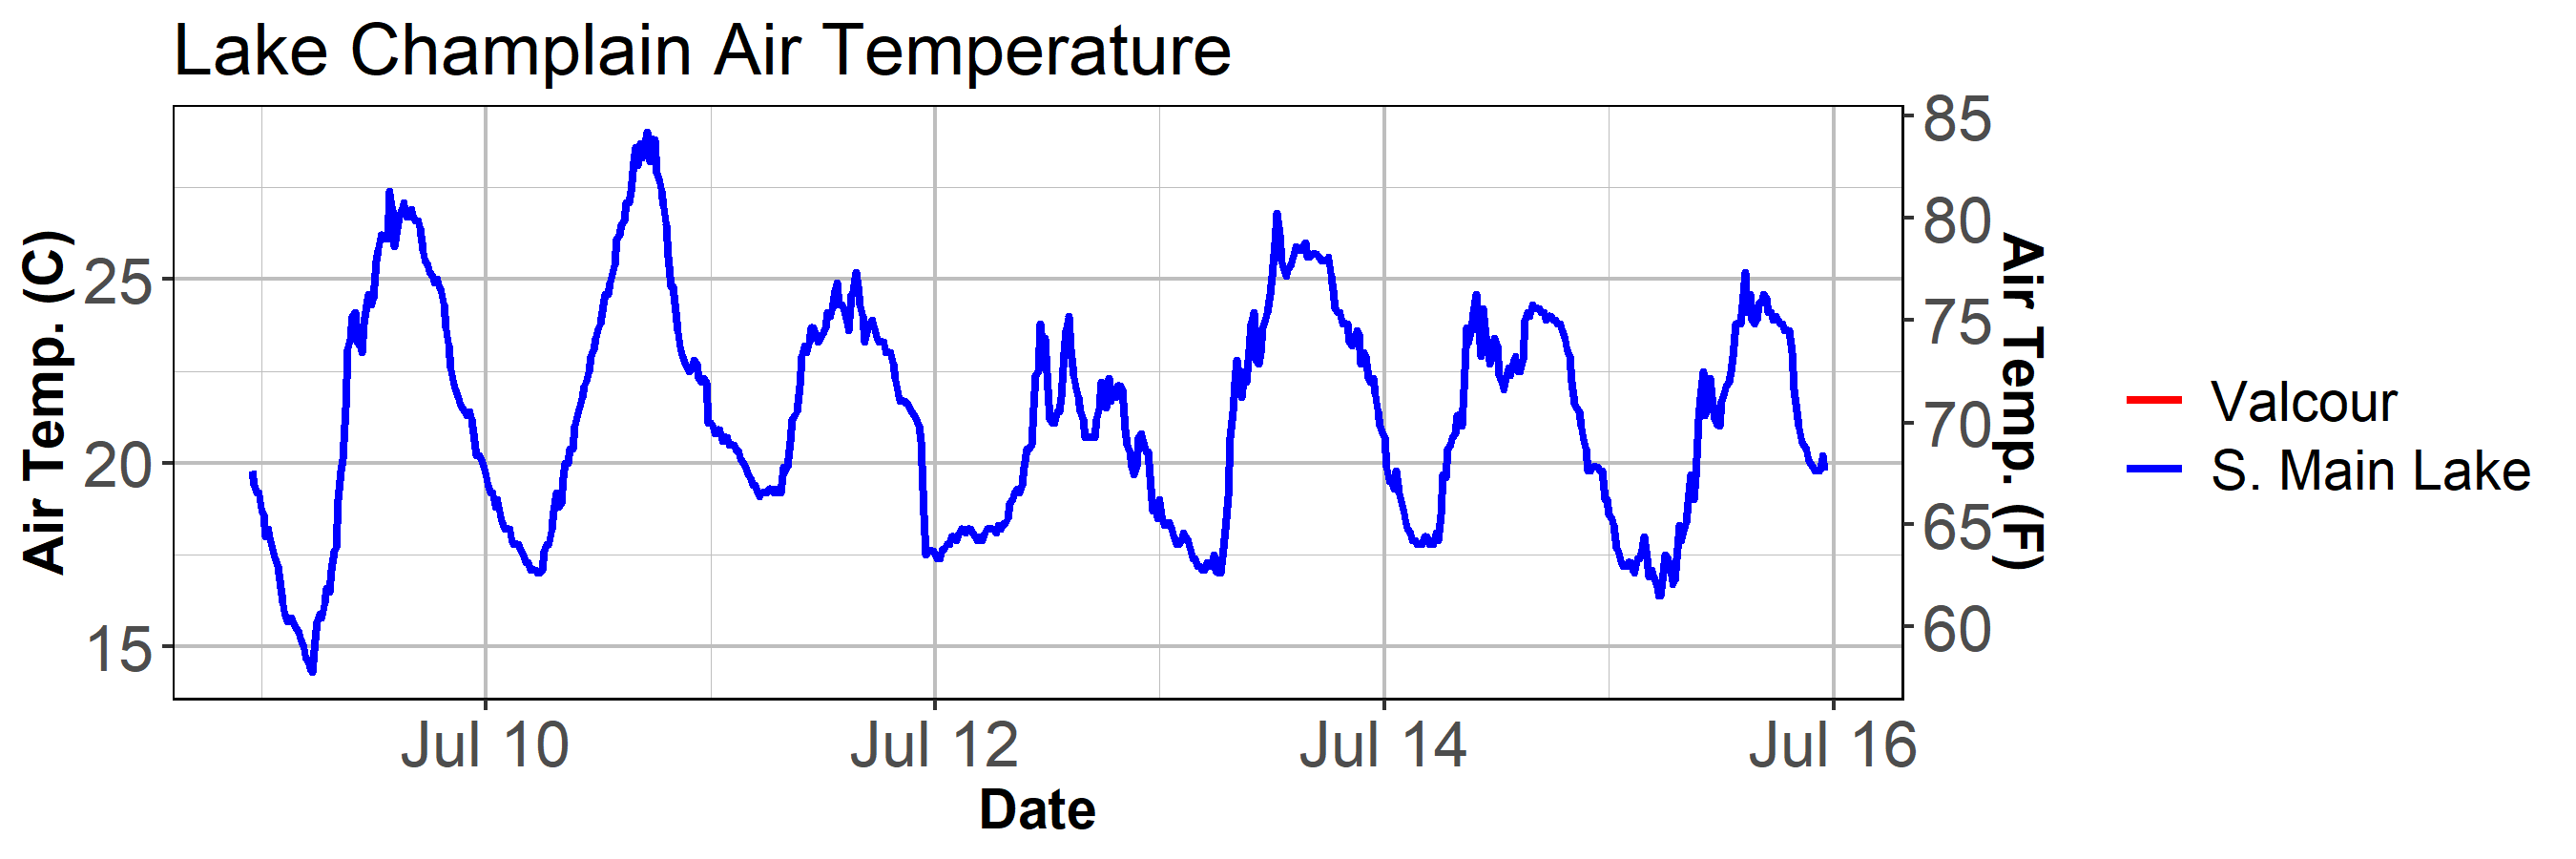 Lake Champlain Air Temperature
Air Temp. (C)
25
20
15
85
80
75
70
65
60
Air Temp. (F)
Jul 10
Jul 12
Jul 14
Jul 16
Date
Valcour
S. Main Lake